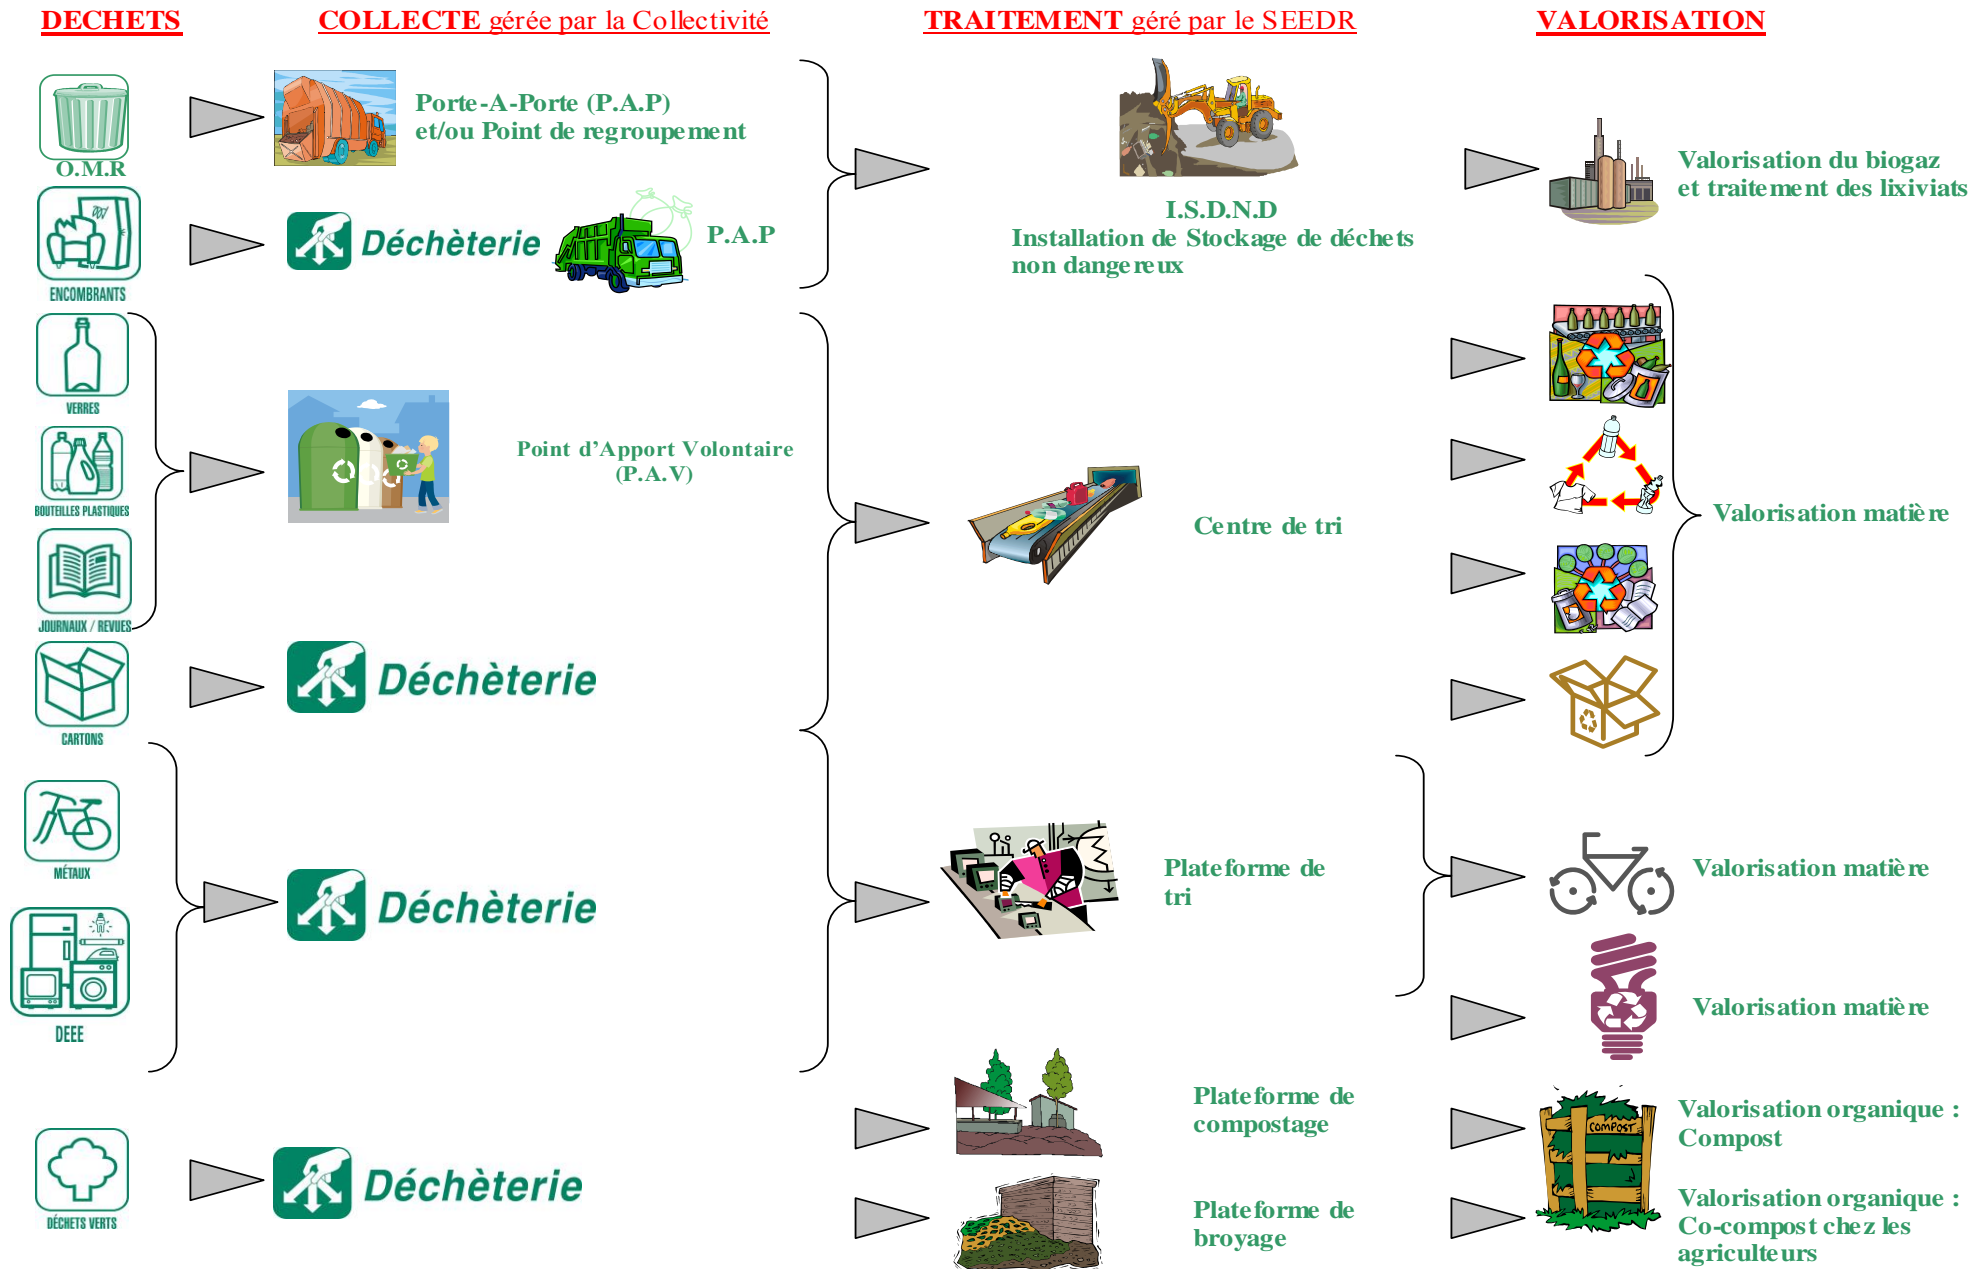 DECHETS
COLLECTE gérée par la Collectivité
TRAITEMENT géré par le SEEDR
VALORISATION
O.M.R
Porte-A-Porte (P.A.P)
et/ou Point de regroupement
I.S.D.N.D
Installation de Stockage de déchets
non dangereux
Valorisation du biogaz
et traitement des lixiviats
ENCOMBRANTS
Déchèterie
P.A.P
VERRES
BOUTEILLES PLASTIQUES
JOURNAUX / REVUES
Point d’Apport Volontaire
(P.A.V)
Centre de tri
Valorisation matière
CARTONS
Déchèterie
MÉTAUX
DEEE
Déchèterie
Plateforme de
tri
Valorisation matière
Valorisation matière
DÉCHETS VERTS
Déchèterie
Plateforme de
compostage
COMPOST
Valorisation organique :
Compost
Plateforme de
broyage
Valorisation organique :
Co-compost chez les
agriculteurs